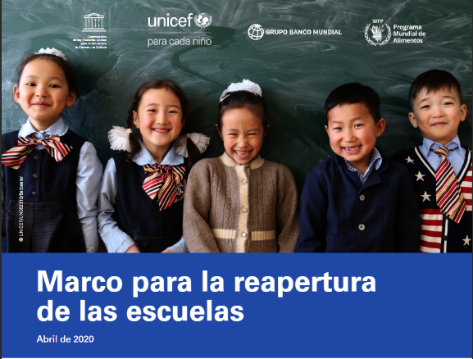 unicef
para cada niño
GRUPO BANCO MUNDIAL
WFP
Programa
Mundial de
Alimentos
Marco para la reapertura
de las escuelas
Abril de 2020